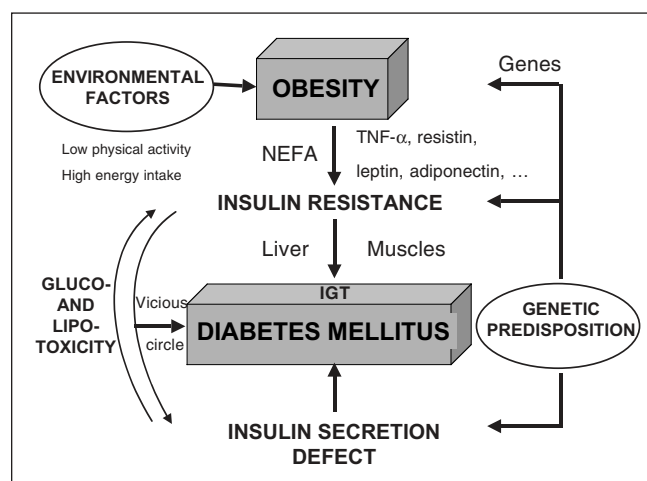 ENVIRONMENTAL
FACTORS
OBESITY
Genes
Low physical activity
High energy intake
NEFA
TNF-α, resistin,
leptin, adiponectin, ...
INSULIN RESISTANCE
Liver
Muscles
GLUCO-
AND
LIPO-
TOXICITY
Vicious
circle
IGT
DIABETES MELLITUS
GENETIC
PREDISPOSITION
INSULIN SECRETION
DEFECT